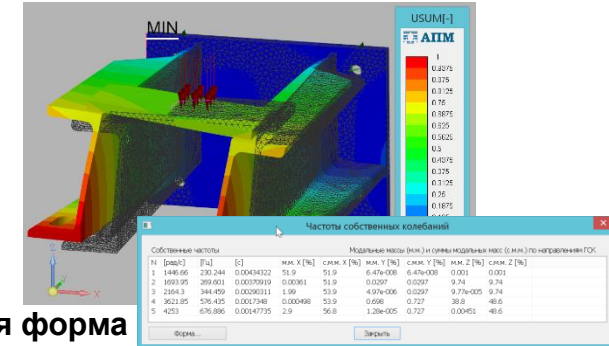 MIN
USUM[-]
АПМ
1
0.9375
0.875
0.8125
0.75
0.6875
0.625
0.5625
0.5
0.4375
0.375
0.3125
0.25
0.1875
Частоты собственных колебаний
Собственные частоты Модальные массы (м.м.) и суммы модальных масс (с.м.м.) по направлениям ГСК
N [рад/с] [Гц] [с] м.м. X [%] с.м.м. X [%] м.м. Y [%] с.м.м. Y [%] м.м. Z [%] с.м.м. Z [%]
1 1446.66 230.244 0.00434322 51.9 51.9 6.47e-008 6.47e-008 0.001 0.001
2 1693.95 269.601 0.00370919 0.00361 51.9 0.0297 0.0297 9.74 9.74
3 2164.3 344.459 0.00290311 1.99 53.9 4.97e-006 0.0297 9.77e-005 9.74
4 3621.85 576.435 0.0017348 0.000498 53.9 0.698 0.727 38.8 48.6
5 4253 676.886 0.00147735 2.9 56.8 1.28e-005 0.727 0.00451 48.6
Форма... Закрыть
я форма